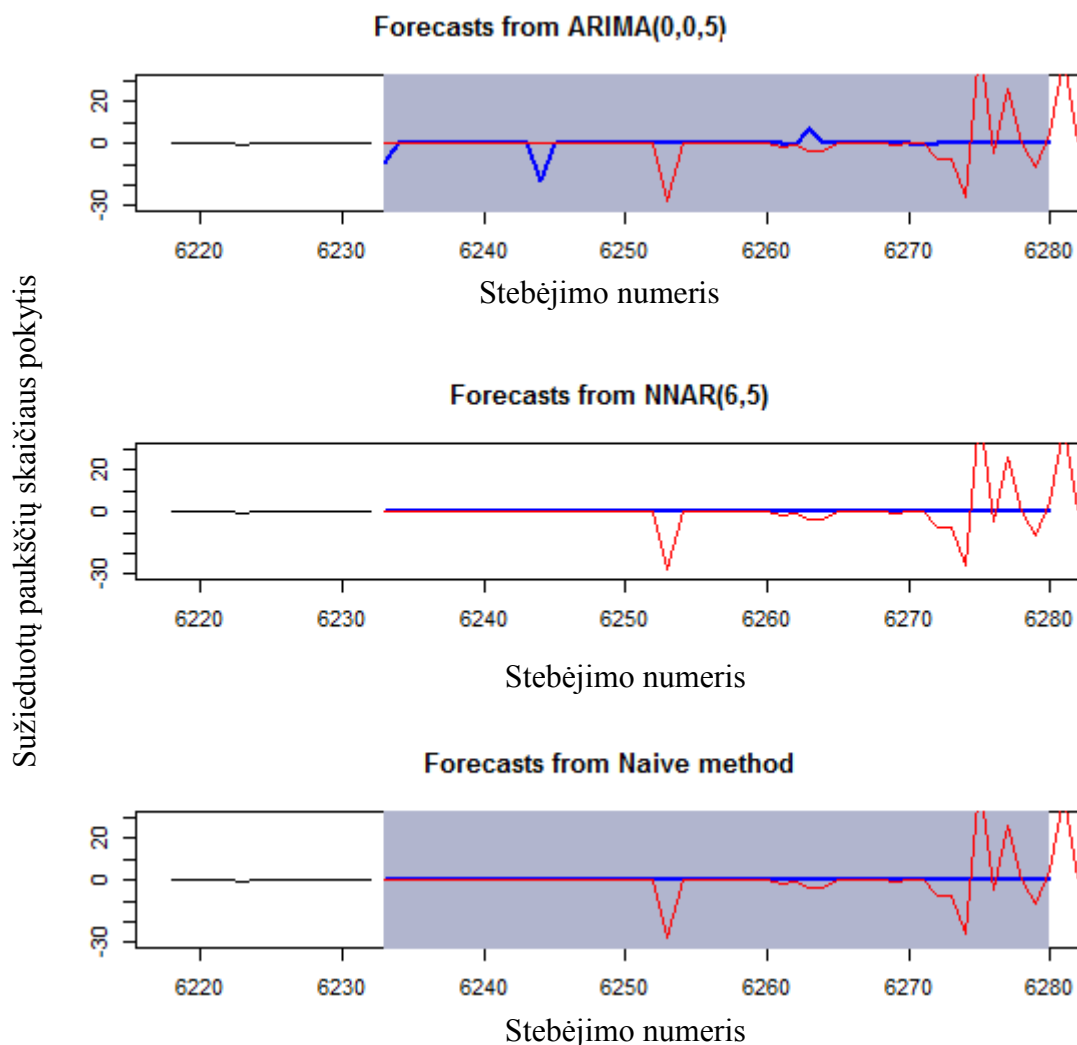 Forecasts from ARIMA(0,0,5)
20
0
-30
6220 6230 6240 6250 6260 6270 6280
Stebėjimo numeris
Sužieduotų paukščių skaičiaus pokytis
Forecasts from NNAR(6,5)
20
0
-30
6220 6230 6240 6250 6260 6270 6280
Stebėjimo numeris
Forecasts from Naive method
20
0
-30
6220 6230 6240 6250 6260 6270 6280
Stebėjimo numeris